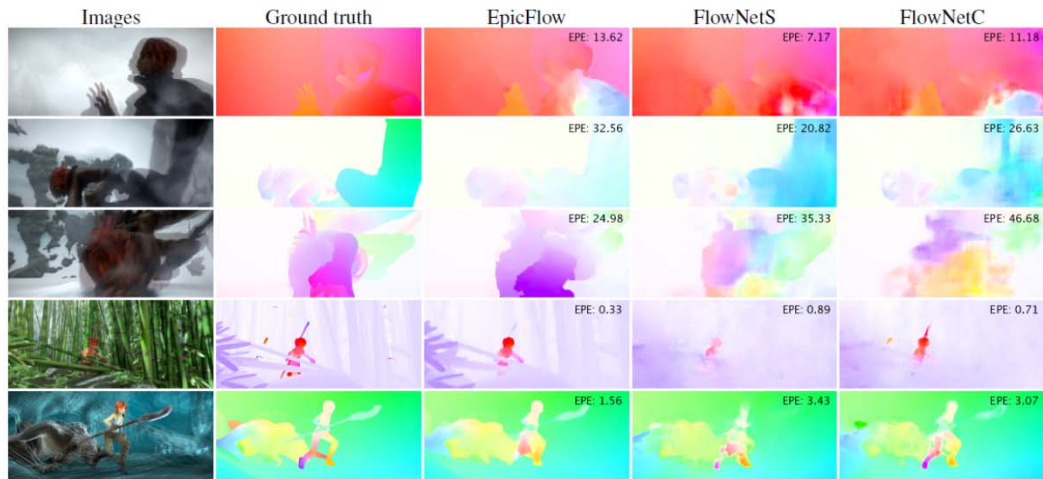 Images Ground truth EpicFlow FlowNetS FlowNetC
EPE: 13.62 EPE: 7.17 EPE: 11.18
EPE: 32.56 EPE: 20.82 EPE: 26.63
EPE: 24.98 EPE: 35.33 EPE: 46.68
EPE: 0.33 EPE: 0.89 EPE: 0.71
EPE: 1.56 EPE: 3.43 EPE: 3.07